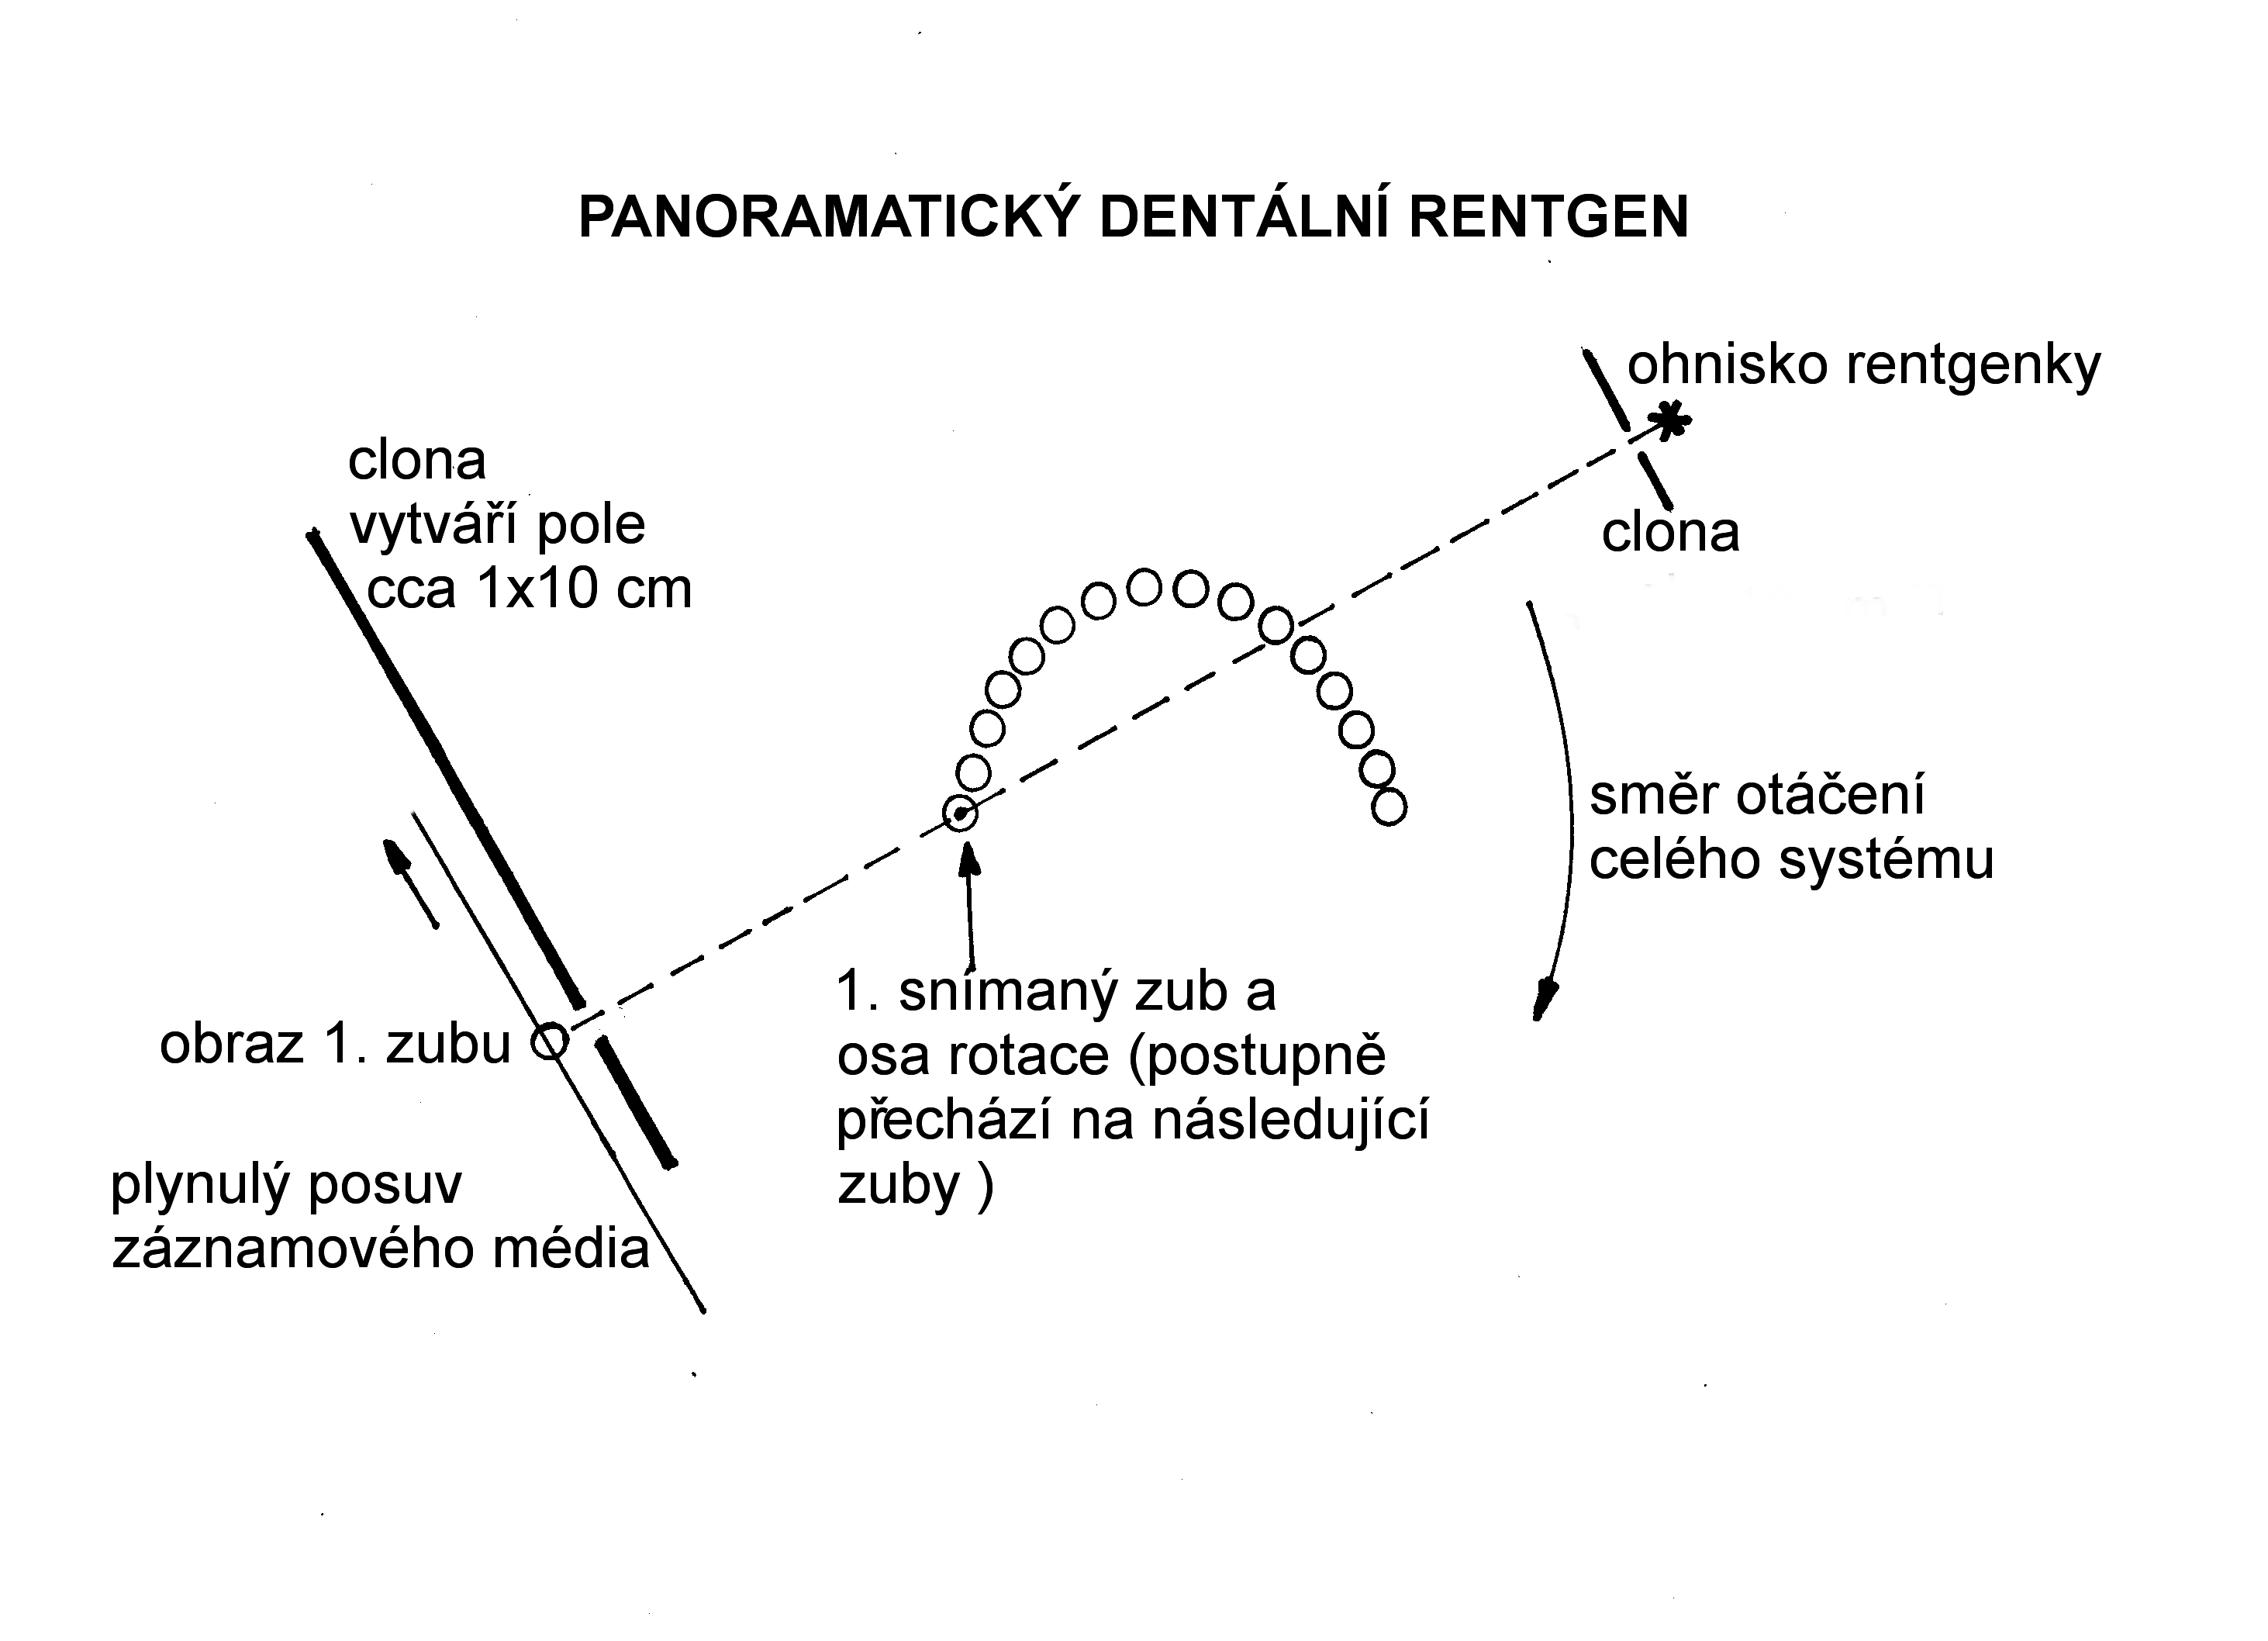 PANORAMATICKÝ DENTÁLNÍ RENTGEN
ohnisko rentgenky
clona
vytváří pole
cca 1x10 cm
clona
směr otáčení
celého systému
1. snímaný zub a
osa rotace (postupně
přechází na následující
zuby )
obraz 1. zubu
plynulý posuv
záznamového média